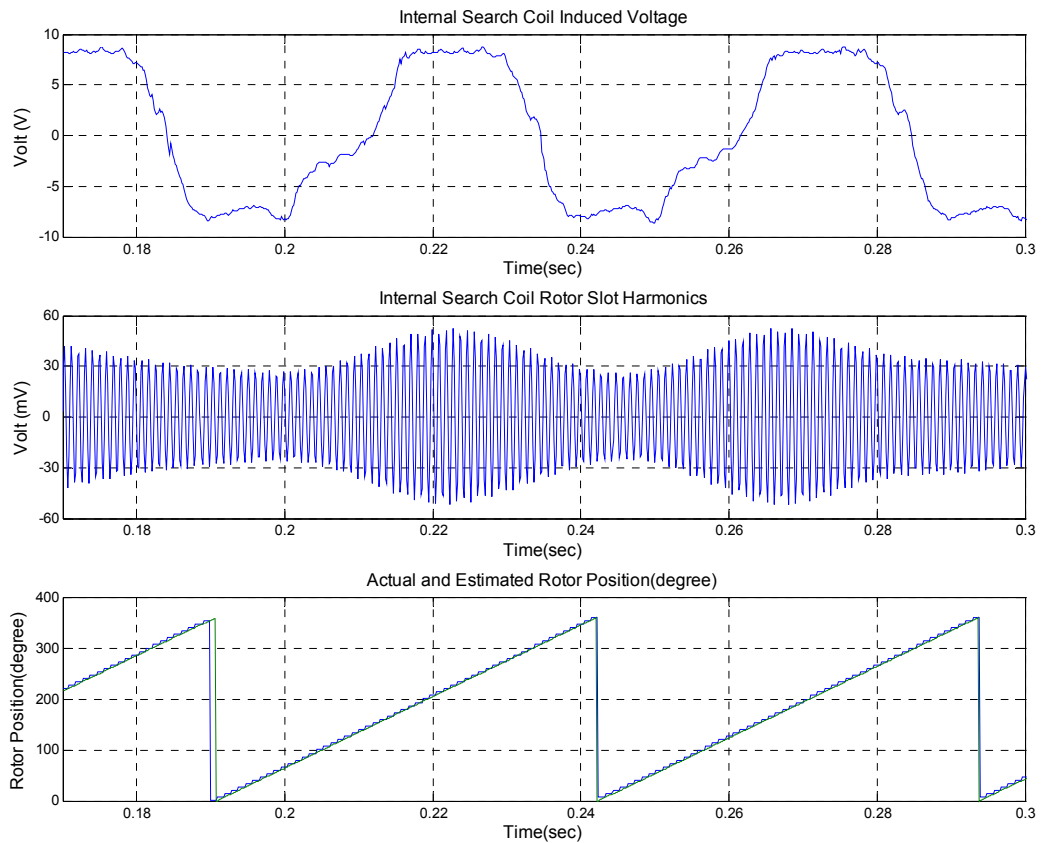 Internal Search Coil Induced Voltage
10
5
0
-5
-10
Volt (V)
0.18 0.2 0.22 0.24 0.26 0.28 0.3
Time(sec)
Internal Search Coil Rotor Slot Harmonics
60
30
0
-30
-60
Volt (mV)
0.18 0.2 0.22 0.24 0.26 0.28 0.3
Time(sec)
Actual and Estimated Rotor Position(degree)
400
300
200
100
0
Rotor Position(degree)
0.18 0.2 0.22 0.24 0.26 0.28 0.3
Time(sec)